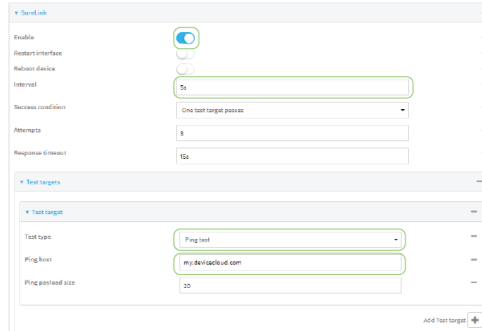 SureLink
Enable
Restart interface
Reboot device
Interval
5s
Success condition
One test target passes
Attempts
3
Response timeout
15s
Test targets
Test target
Test type
Ping test
Ping host
my.devicecloud.com
Ping payload size
Add Test target